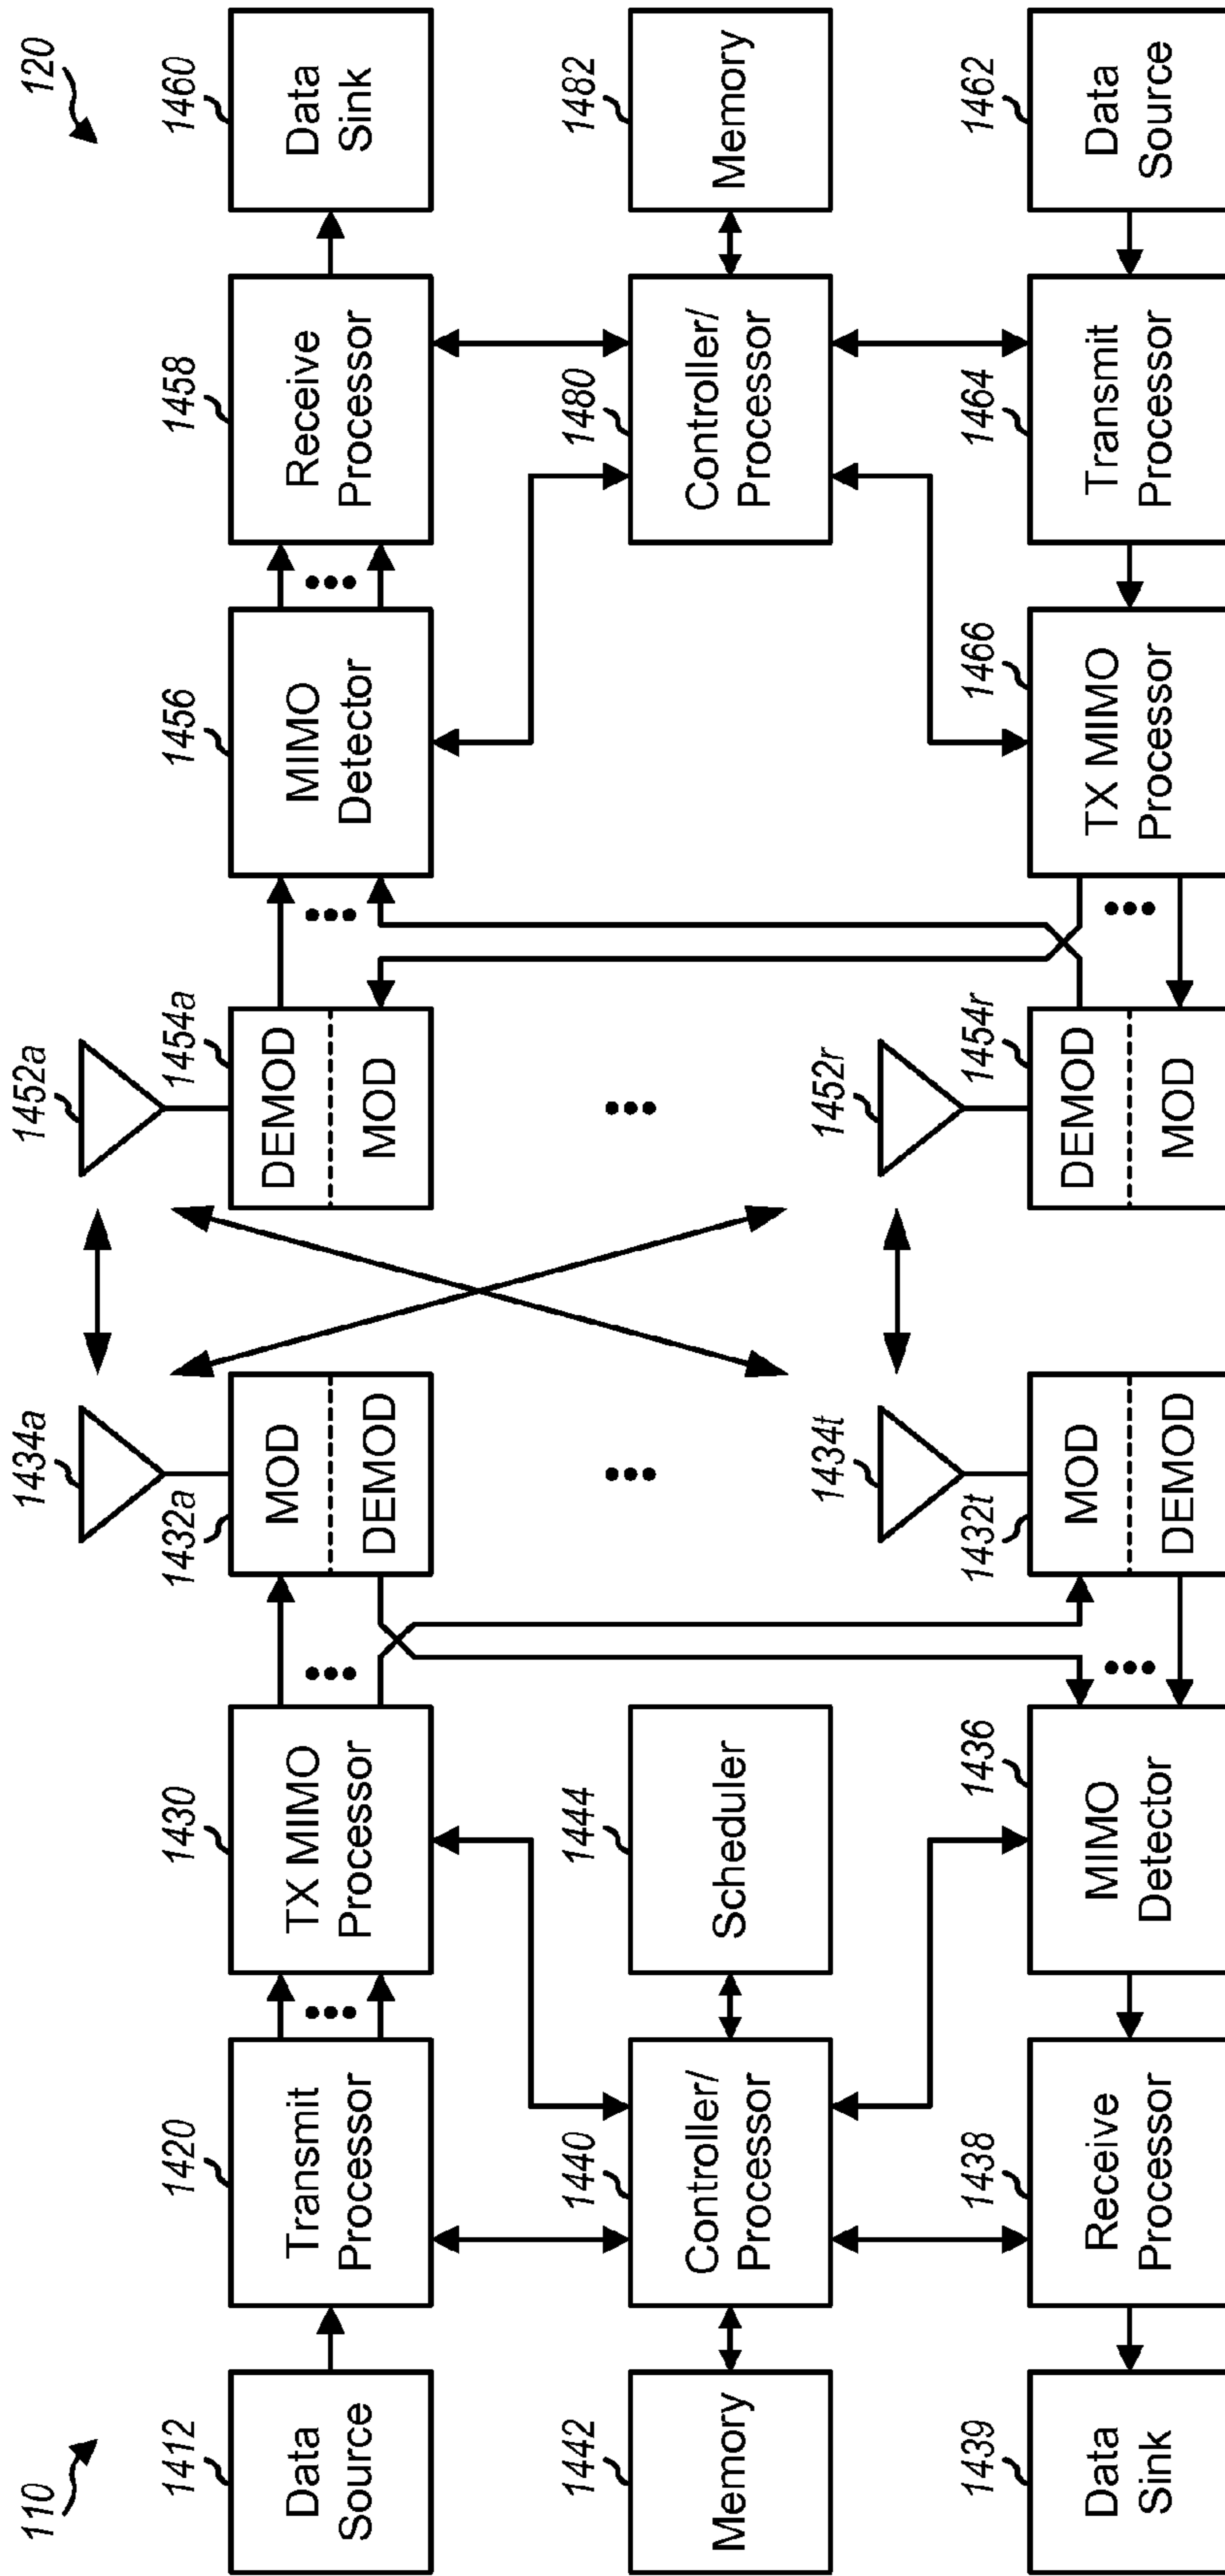 110
120
1412
Data
Source
1420
Transmit
Processor
•••
1430
TX MIMO
Processor
•••
1432a
MOD
DEMOD
1434a
1452a
1454a
DEMOD
MOD
•••
1456
MIMO
Detector
•••
1458
Receive
Processor
1460
Data
Sink
1442
Memory
1440
Controller/
Processor
1444
Scheduler
•••
•••
1480
Controller/
Processor
1482
Memory
1439
Data
Sink
1438
Receive
Processor
1436
MIMO
Detector
•••
1432t
MOD
DEMOD
1434t
1452r
1454r
DEMOD
MOD
•••
1466
TX MIMO
Processor
1464
Transmit
Processor
1462
Data
Source